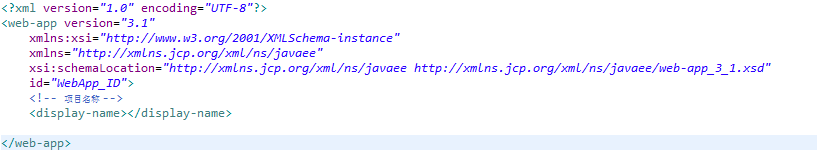 <?xml version="1.0" encoding="UTF-8"?>
<web-app version="3.1"
xmlns:xsi="http://www.w3.org/2001/XMLSchema-instance"
xmlns="http://xmlns.jcp.org/xml/ns/javaee"
xsi:schemaLocation="http://xmlns.jcp.org/xml/ns/javaee http://xmlns.jcp.org/xml/ns/javaee/web-app_3_1.xsd"
id="WebApp_ID">
<!-- 项目名称 -->
<display-name></display-name>
</web-app>